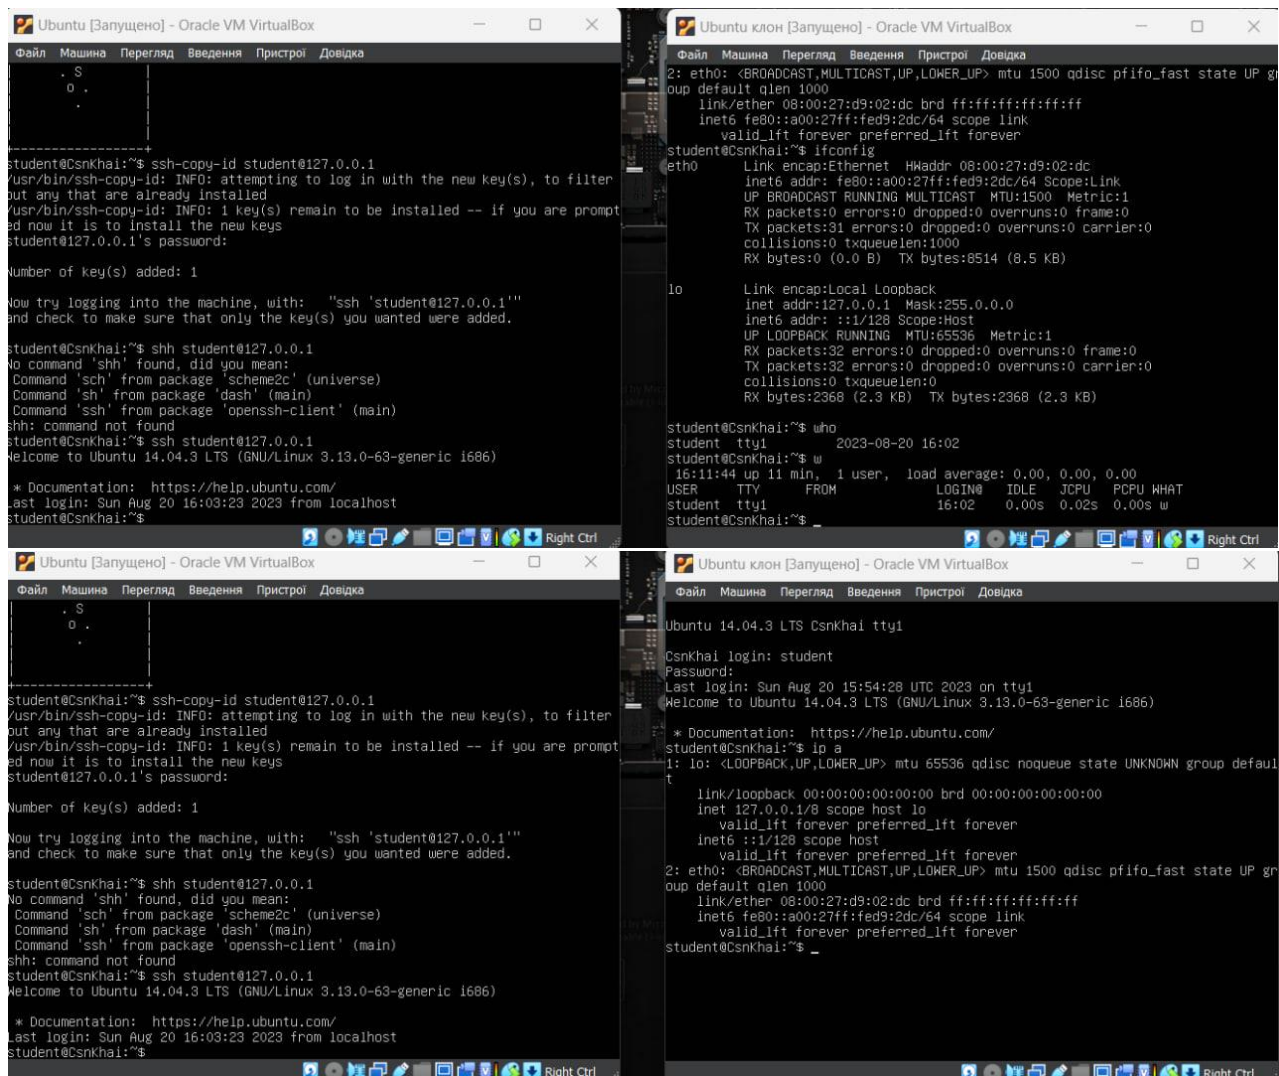 Ubuntu [Запущено] - Oracle VM VirtualBox
Файл Машина Перегляд Введення Пристрої Довідка
. S
o .
.
student@CsnKhai:~$ ssh-copy-id student@127.0.0.1
/usr/bin/ssh-copy-id: INFO: attempting to log in with the new key(s), to filter
out any that are already installed
/usr/bin/ssh-copy-id: INFO: 1 key(s) remain to be installed -- if you are prompt
ed now it is to install the new keys
student@127.0.0.1's password:
Number of key(s) added: 1
Now try logging into the machine, with: "ssh 'student@127.0.0.1'"
and check to make sure that only the key(s) you wanted were added.
student@CsnKhai:~$ shh student@127.0.0.1
No command 'shh' found, did you mean:
Command 'sch' from package 'scheme2c' (universe)
Command 'sh' from package 'dash' (main)
Command 'ssh' from package 'openssh-client' (main)
shh: command not found
student@CsnKhai:~$ ssh student@127.0.0.1
Welcome to Ubuntu 14.04.3 LTS (GNU/Linux 3.13.0-63-generic i686)
* Documentation: https://help.ubuntu.com/
Last login: Sun Aug 20 16:03:23 2023 from localhost
student@CsnKhai:~$
Right Ctrl
Ubuntu клон [Запущено] - Oracle VM VirtualBox
Файл Машина Перегляд Введення Пристрої Довідка
2: eth0: <BROADCAST,MULTICAST,UP,LOWER_UP> mtu 1500 qdisc pfifo_fast state UP gr
oup default qlen 1000
link/ether 08:00:27:d9:02:dc brd ff:ff:ff:ff:ff:ff
inet6 fe80::a00:27ff:fed9:2dc/64 scope link
valid_lft forever preferred_lft forever
student@CsnKhai:~$ ifconfig
eth0 Link encap:Ethernet HWaddr 08:00:27:d9:02:dc
inet6 addr: fe80::a00:27ff:fed9:2dc/64 Scope:Link
UP BROADCAST RUNNING MULTICAST MTU:1500 Metric:1
RX packets:0 errors:0 dropped:0 overruns:0 frame:0
TX packets:31 errors:0 dropped:0 overruns:0 carrier:0
collisions:0 txqueuelen:1000
RX bytes:0 (0.0 B) TX bytes:8514 (8.5 KB)
lo Link encap:Local Loopback
inet addr:127.0.0.1 Mask:255.0.0.0
inet6 addr: ::1/128 Scope:Host
UP LOOPBACK RUNNING MTU:65536 Metric:1
RX packets:32 errors:0 dropped:0 overruns:0 frame:0
TX packets:32 errors:0 dropped:0 overruns:0 carrier:0
collisions:0 txqueuelen:0
RX bytes:2368 (2.3 KB) TX bytes:2368 (2.3 KB)
student@CsnKhai:~$ who
student tty1 2023-08-20 16:02
student@CsnKhai:~$ w
16:11:44 up 11 min, 1 user, load average: 0.00, 0.00, 0.00
USER TTY FROM LOGIN@ IDLE JCPU PCPU WHAT
student tty1 16:02 0.00s 0.02s 0.00s w
student@CsnKhai:~$ _
Right Ctrl
Ubuntu [Запущено] - Oracle VM VirtualBox
Файл Машина Перегляд Введення Пристрої Довідка
. S
o .
.
student@CsnKhai:~$ ssh-copy-id student@127.0.0.1
/usr/bin/ssh-copy-id: INFO: attempting to log in with the new key(s), to filter
out any that are already installed
/usr/bin/ssh-copy-id: INFO: 1 key(s) remain to be installed -- if you are prompt
ed now it is to install the new keys
student@127.0.0.1's password:
Number of key(s) added: 1
Now try logging into the machine, with: "ssh 'student@127.0.0.1'"
and check to make sure that only the key(s) you wanted were added.
student@CsnKhai:~$ shh student@127.0.0.1
No command 'shh' found, did you mean:
Command 'sch' from package 'scheme2c' (universe)
Command 'sh' from package 'dash' (main)
Command 'ssh' from package 'openssh-client' (main)
shh: command not found
student@CsnKhai:~$ ssh student@127.0.0.1
Welcome to Ubuntu 14.04.3 LTS (GNU/Linux 3.13.0-63-generic i686)
* Documentation: https://help.ubuntu.com/
Last login: Sun Aug 20 16:03:23 2023 from localhost
student@CsnKhai:~$
Right Ctrl
Ubuntu клон [Запущено] - Oracle VM VirtualBox
Файл Машина Перегляд Введення Пристрої Довідка
Ubuntu 14.04.3 LTS CsnKhai tty1
CsnKhai login: student
Password:
Last login: Sun Aug 20 15:54:28 UTC 2023 on tty1
Welcome to Ubuntu 14.04.3 LTS (GNU/Linux 3.13.0-63-generic i686)
* Documentation: https://help.ubuntu.com/
student@CsnKhai:~$ ip a
1: lo: <LOOPBACK,UP,LOWER_UP> mtu 65536 qdisc noqueue state UNKNOWN group defaul
t
link/loopback 00:00:00:00:00:00 brd 00:00:00:00:00:00
inet 127.0.0.1/8 scope host lo
valid_lft forever preferred_lft forever
inet6 ::1/128 scope host
valid_lft forever preferred_lft forever
2: eth0: <BROADCAST,MULTICAST,UP,LOWER_UP> mtu 1500 qdisc pfifo_fast state UP gr
oup default qlen 1000
link/ether 08:00:27:d9:02:dc brd ff:ff:ff:ff:ff:ff
inet6 fe80::a00:27ff:fed9:2dc/64 scope link
valid_lft forever preferred_lft forever
student@CsnKhai:~$ _
Right Ctrl